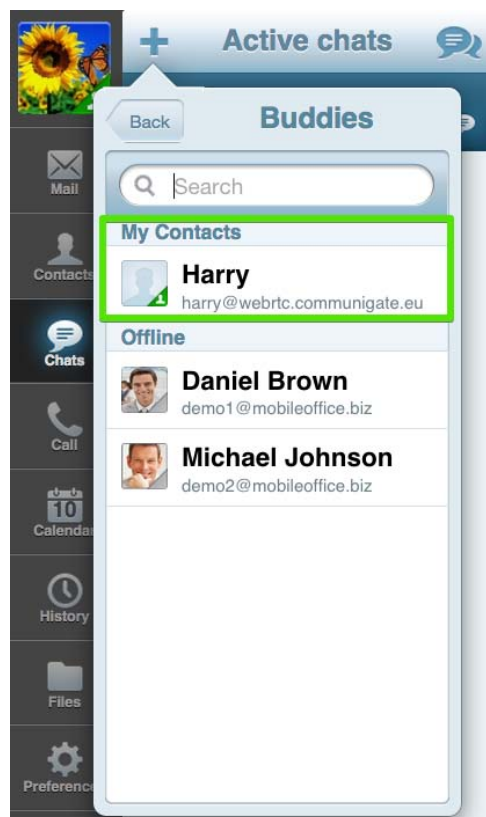 Active chats
Back
Buddies
Search
Mail
My Contacts
Contacts
Harry
harry@webrtc.communigate.eu
Offline
Chats
Daniel Brown
demo1@mobileoffice.biz
Call
Michael Johnson
demo2@mobileoffice.biz
10
Calendar
History
Files
Preference